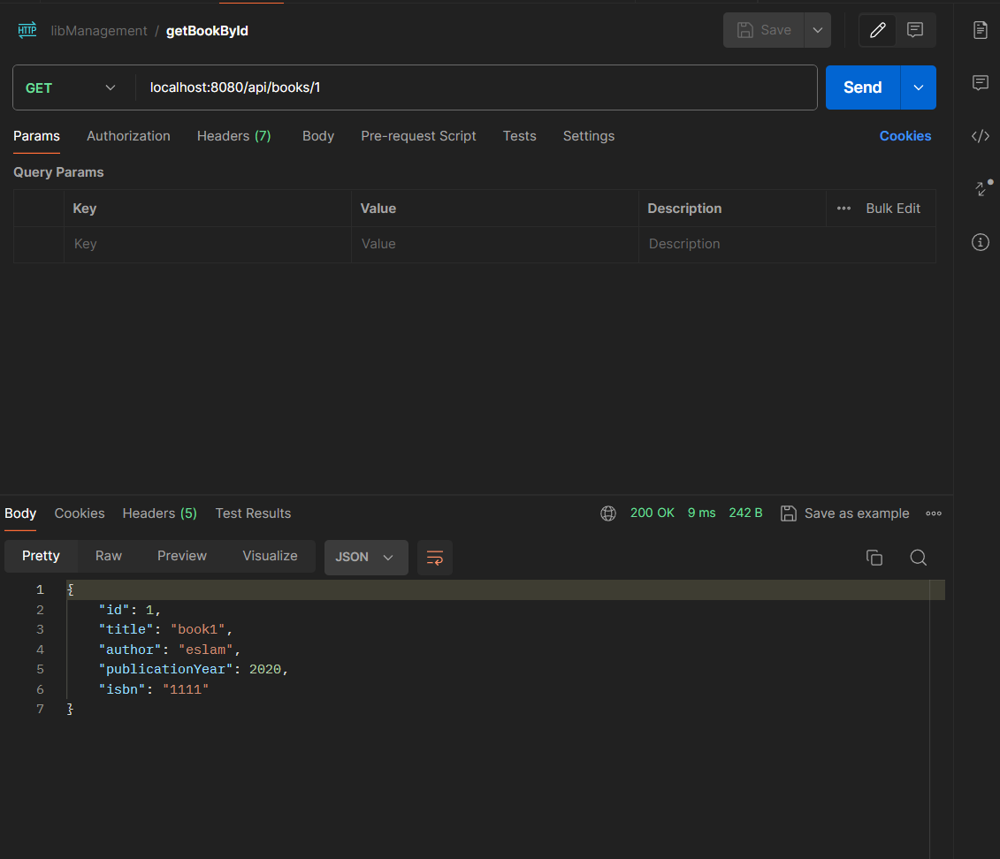 HTTP libManagement / getBookById Save
GET localhost:8080/api/books/1 Send
Params Authorization Headers (7) Body Pre-request Script Tests Settings Cookies
Query Params
Key Value Description Bulk Edit
Key Value Description
Body Cookies Headers (5) Test Results 200 OK 9 ms 242 B Save as example
Pretty Raw Preview Visualize JSON
1 {
2 "id": 1,
3 "title": "book1",
4 "author": "eslam",
5 "publicationYear": 2020,
6 "isbn": "1111"
7 }